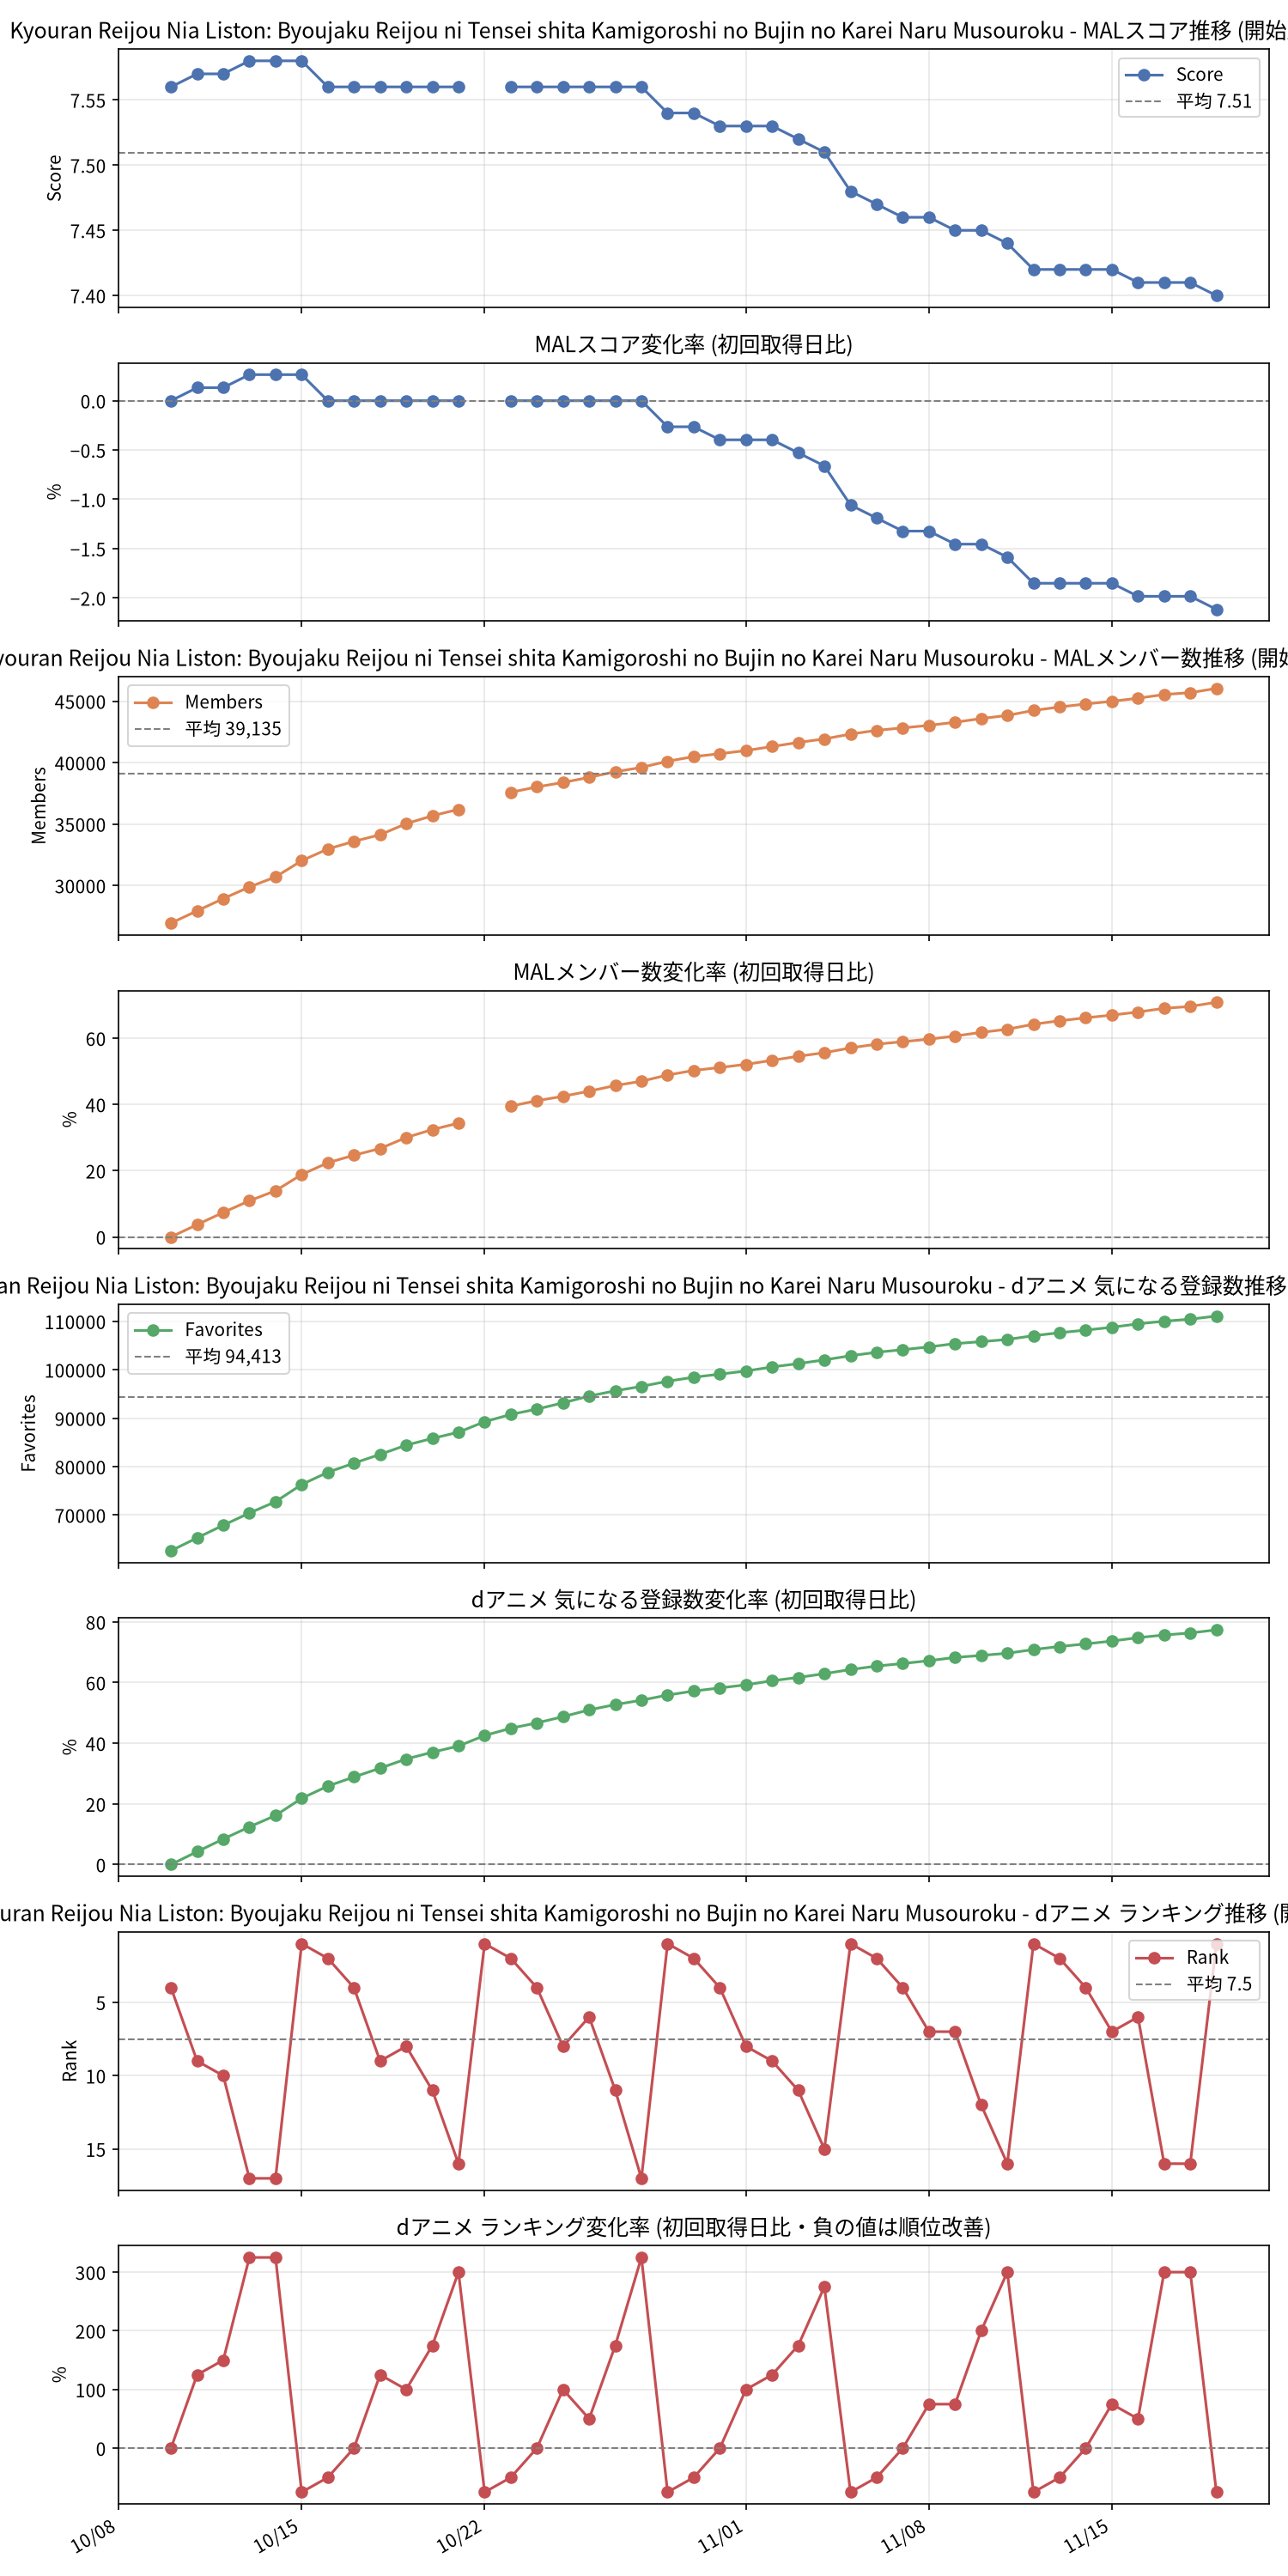 Kyouran Reijou Nia Liston: Byoujaku Reijou ni Tensei shita Kamigoroshi no Bujin no Karei Naru Musouroku - MALスコア推移 (開始
Score
平均 7.51
Score
7.55
7.50
7.45
7.40
MALスコア変化率 (初回取得日比)
%
0.0
−0.5
−1.0
−1.5
−2.0
youran Reijou Nia Liston: Byoujaku Reijou ni Tensei shita Kamigoroshi no Bujin no Karei Naru Musouroku - MALメンバー数推移 (開始
Members
平均 39,135
Members
45000
40000
35000
30000
MALメンバー数変化率 (初回取得日比)
%
60
40
20
0
an Reijou Nia Liston: Byoujaku Reijou ni Tensei shita Kamigoroshi no Bujin no Karei Naru Musouroku - dアニメ 気になる登録数推移
Favorites
平均 94,413
Favorites
110000
100000
90000
80000
70000
dアニメ 気になる登録数変化率 (初回取得日比)
%
80
60
40
20
0
uran Reijou Nia Liston: Byoujaku Reijou ni Tensei shita Kamigoroshi no Bujin no Karei Naru Musouroku - dアニメ ランキング推移 (開
Rank
平均 7.5
Rank
5
10
15
dアニメ ランキング変化率 (初回取得日比・負の値は順位改善)
%
300
200
100
0
10/08
10/15
10/22
11/01
11/08
11/15